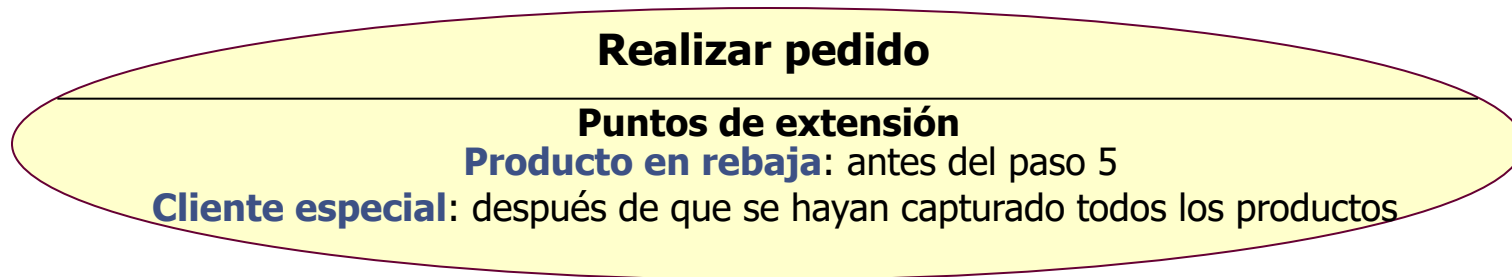 Realizar pedido
Puntos de extensión
Producto en rebaja: antes del paso 5
Cliente especial: después de que se hayan capturado todos los productos